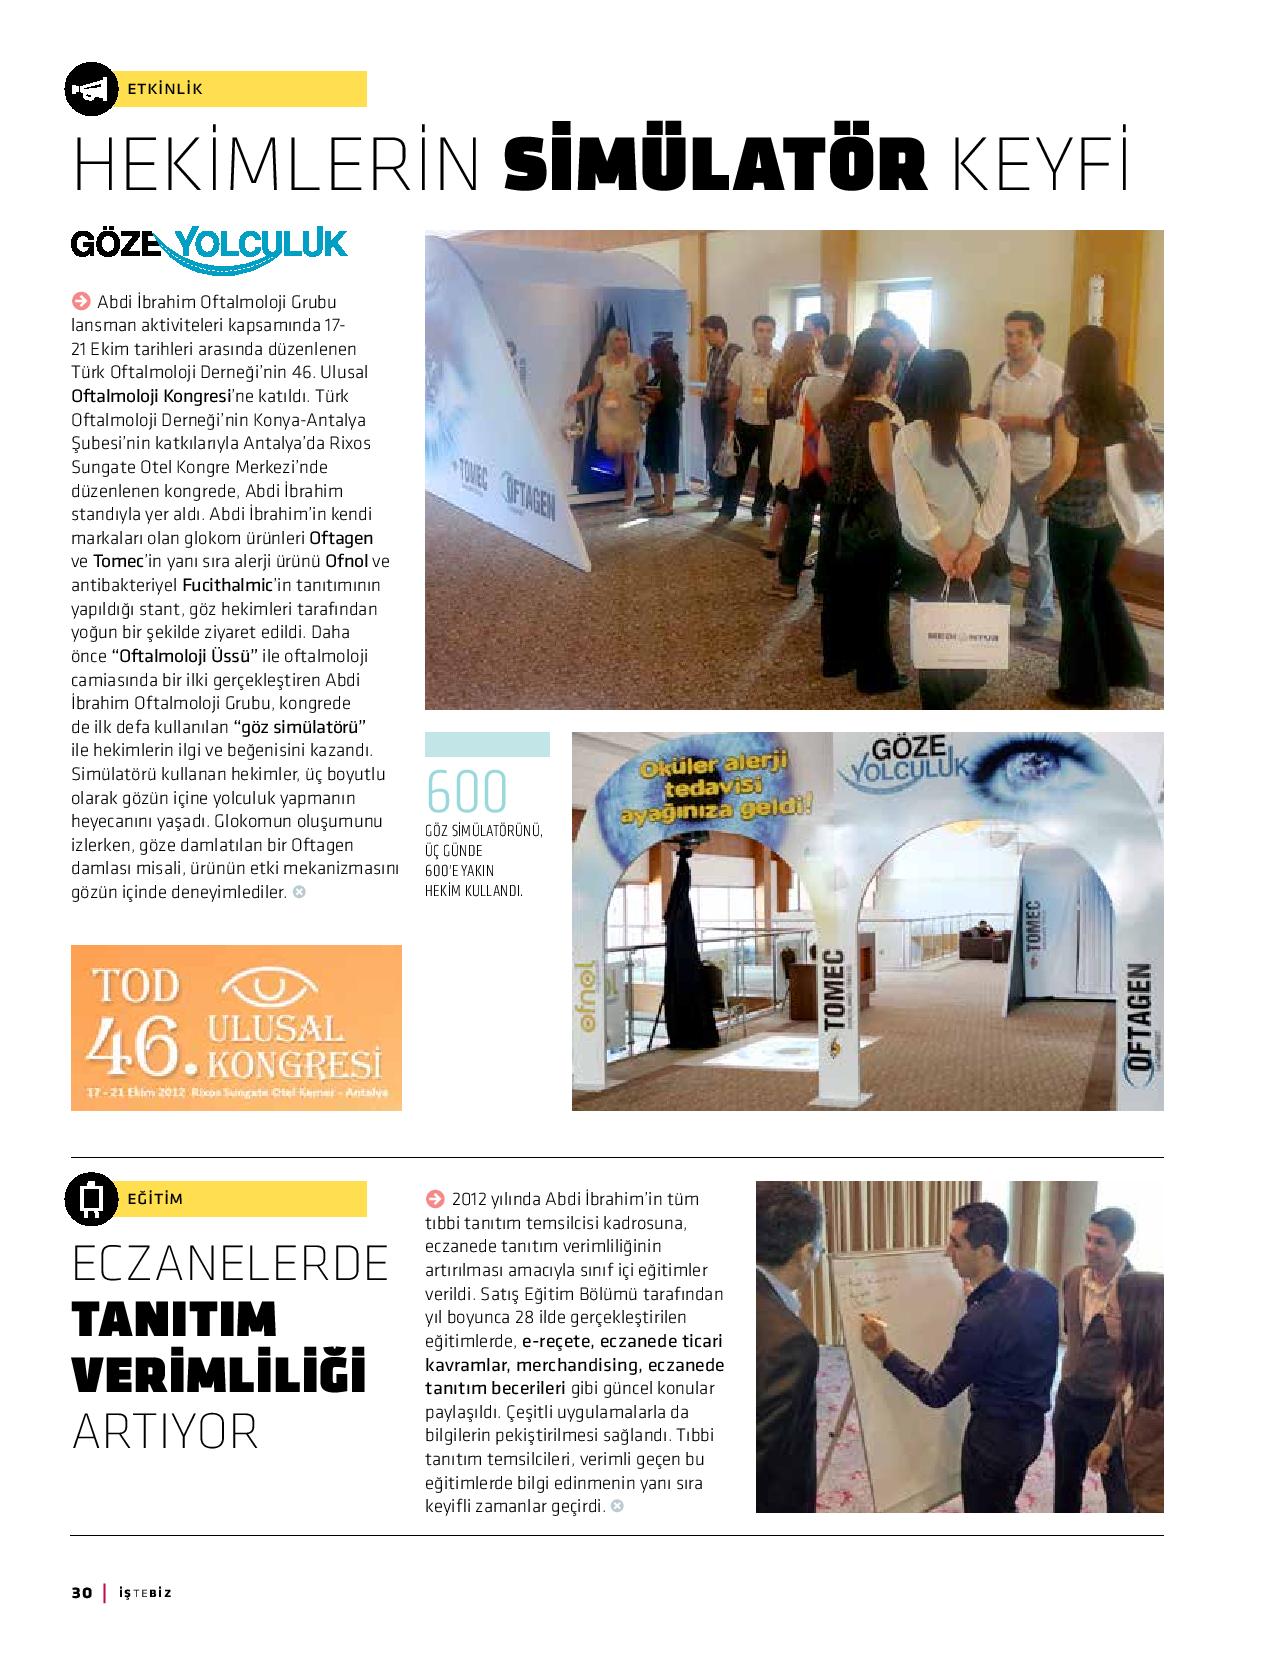 ETKİNLİK
HEKİMLERİN SİMÜLATÖR KEYFİ
GÖZE YOLCULUK
Abdi İbrahim Oftalmoloji Grubu
lansman aktiviteleri kapsamında 17-
21 Ekim tarihleri arasında düzenlenen
Türk Oftalmoloji Derneği’nin 46. Ulusal
Oftalmoloji Kongresi’ne katıldı. Türk
Oftalmoloji Derneği’nin Konya-Antalya
Şubesi’nin katkılarıyla Antalya’da Rixos
Sungate Otel Kongre Merkezi’nde
düzenlenen kongrede, Abdi İbrahim
standıyla yer aldı. Abdi İbrahim’in kendi
markaları olan glokom ürünleri Oftagen
ve Tomec’in yanı sıra alerji ürünü Ofnol ve
antibakteriyel Fucithalmic’in tanıtımının
yapıldığı stant, göz hekimleri tarafından
yoğun bir şekilde ziyaret edildi. Daha
önce “Oftalmoloji Üssü” ile oftalmoloji
camiasında bir ilki gerçekleştiren Abdi
İbrahim Oftalmoloji Grubu, kongrede
de ilk defa kullanılan “göz simülatörü”
ile hekimlerin ilgi ve beğenisini kazandı.
Simülatörü kullanan hekimler, üç boyutlu
olarak gözün içine yolculuk yapmanın
heyecanını yaşadı. Glokomun oluşumunu
izlerken, göze damlatılan bir Oftagen
damlası misali, ürünün etki mekanizmasını
gözün içinde deneyimlediler.
TOMEC
OFTAGEN
600
GÖZ SİMÜLATÖRÜNÜ,
ÜÇ GÜNDE
600’E YAKIN
HEKİM KULLANDI.
Oküler alerji
tedavisi
ayağınıza geldi!
GÖZE
YOLCULUK
ofnol
TOMEC
TOMEC
OFTAGEN
TOD
46. ULUSAL
KONGRESİ
17 - 21 Ekim 2012 Rixos Sungate Otel Kemer - Antalya
EĞİTİM
ECZANELERDE
TANITIM
VERİMLİLİĞİ
ARTIYOR
2012 yılında Abdi İbrahim’in tüm
tıbbi tanıtım temsilcisi kadrosuna,
eczanede tanıtım verimliliğinin
artırılması amacıyla sınıf içi eğitimler
verildi. Satış Eğitim Bölümü tarafından
yıl boyunca 28 ilde gerçekleştirilen
eğitimlerde, e-reçete, eczanede ticari
kavramlar, merchandising, eczanede
tanıtım becerileri gibi güncel konular
paylaşıldı. Çeşitli uygulamalarla da
bilgilerin pekiştirilmesi sağlandı. Tıbbi
tanıtım temsilcileri, verimli geçen bu
eğitimlerde bilgi edinmenin yanı sıra
keyifli zamanlar geçirdi.
30 | İŞTEBİZ